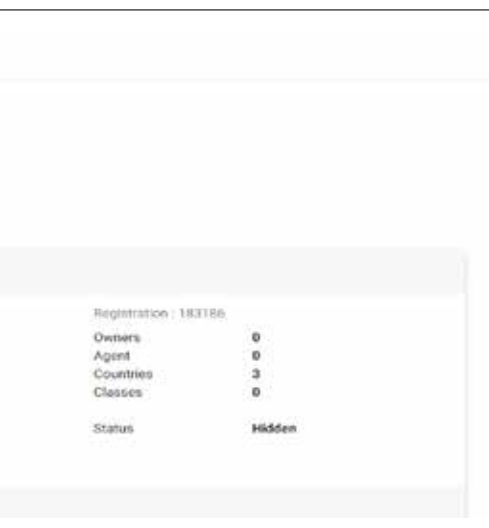 Registration : 183186
Owners 0
Agent 0
Countries 3
Classes 0
Status Hidden